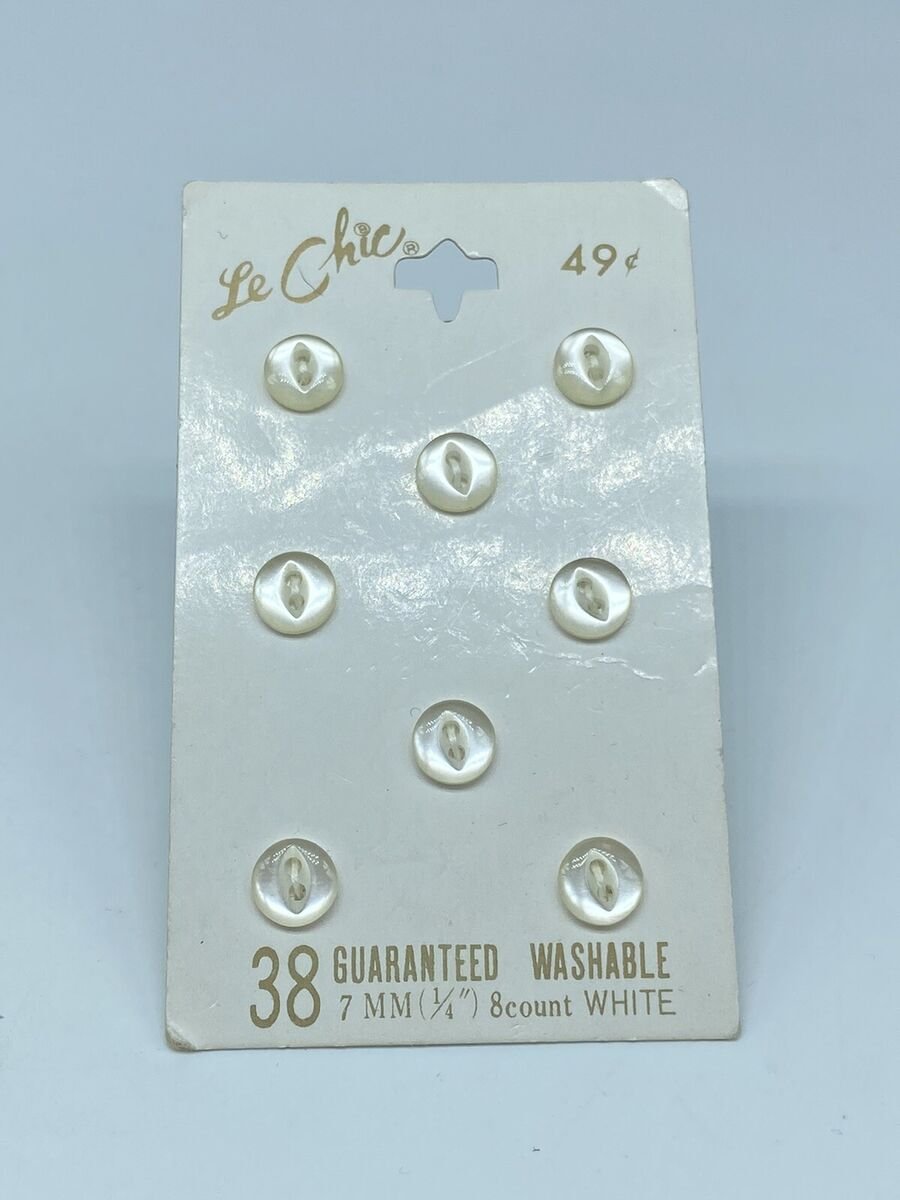 Le Chic®
49¢
38 GUARANTEED WASHABLE
7 MM (1/4") 8count WHITE